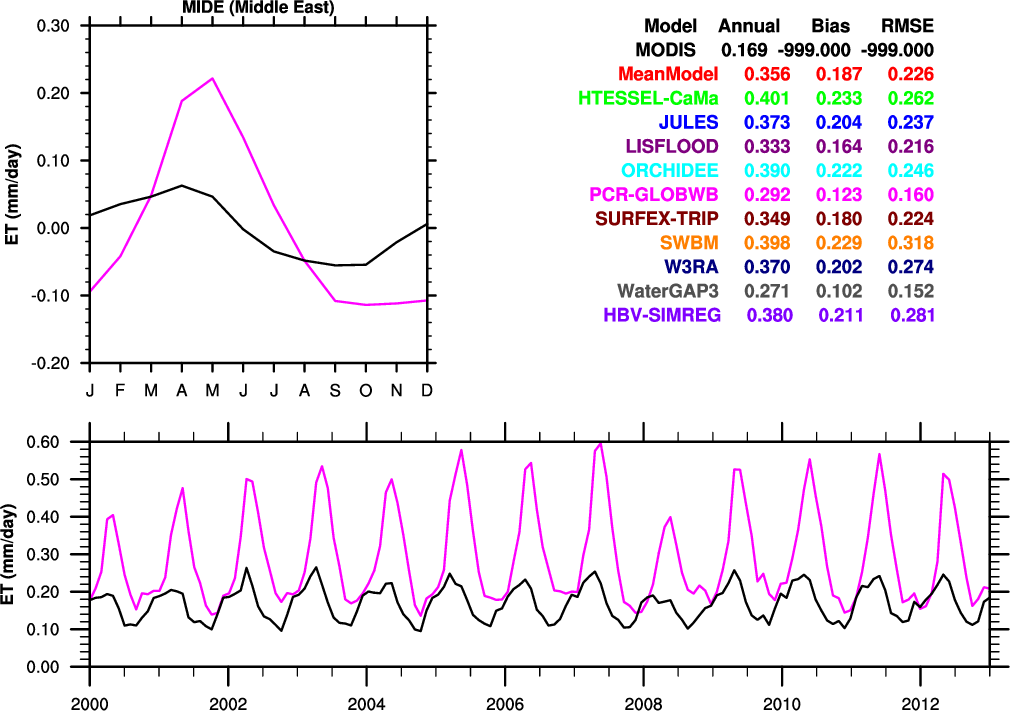 MIDE (Middle East)
0.30
0.20
0.10
0.00
-0.10
-0.20
ET (mm/day)
J F M A M J J A S O N D
Model Annual Bias RMSE
MODIS 0.169 -999.000 -999.000
MeanModel 0.356 0.187 0.226
HTESSEL-CaMa 0.401 0.233 0.262
JULES 0.373 0.204 0.237
LISFLOOD 0.333 0.164 0.216
ORCHIDEE 0.390 0.222 0.246
PCR-GLOBWB 0.292 0.123 0.160
SURFEX-TRIP 0.349 0.180 0.224
SWBM 0.398 0.229 0.318
W3RA 0.370 0.202 0.274
WaterGAP3 0.271 0.102 0.152
HBV-SIMREG 0.380 0.211 0.281
0.60
0.50
0.40
0.30
0.20
0.10
0.00
ET (mm/day)
2000 2002 2004 2006 2008 2010 2012